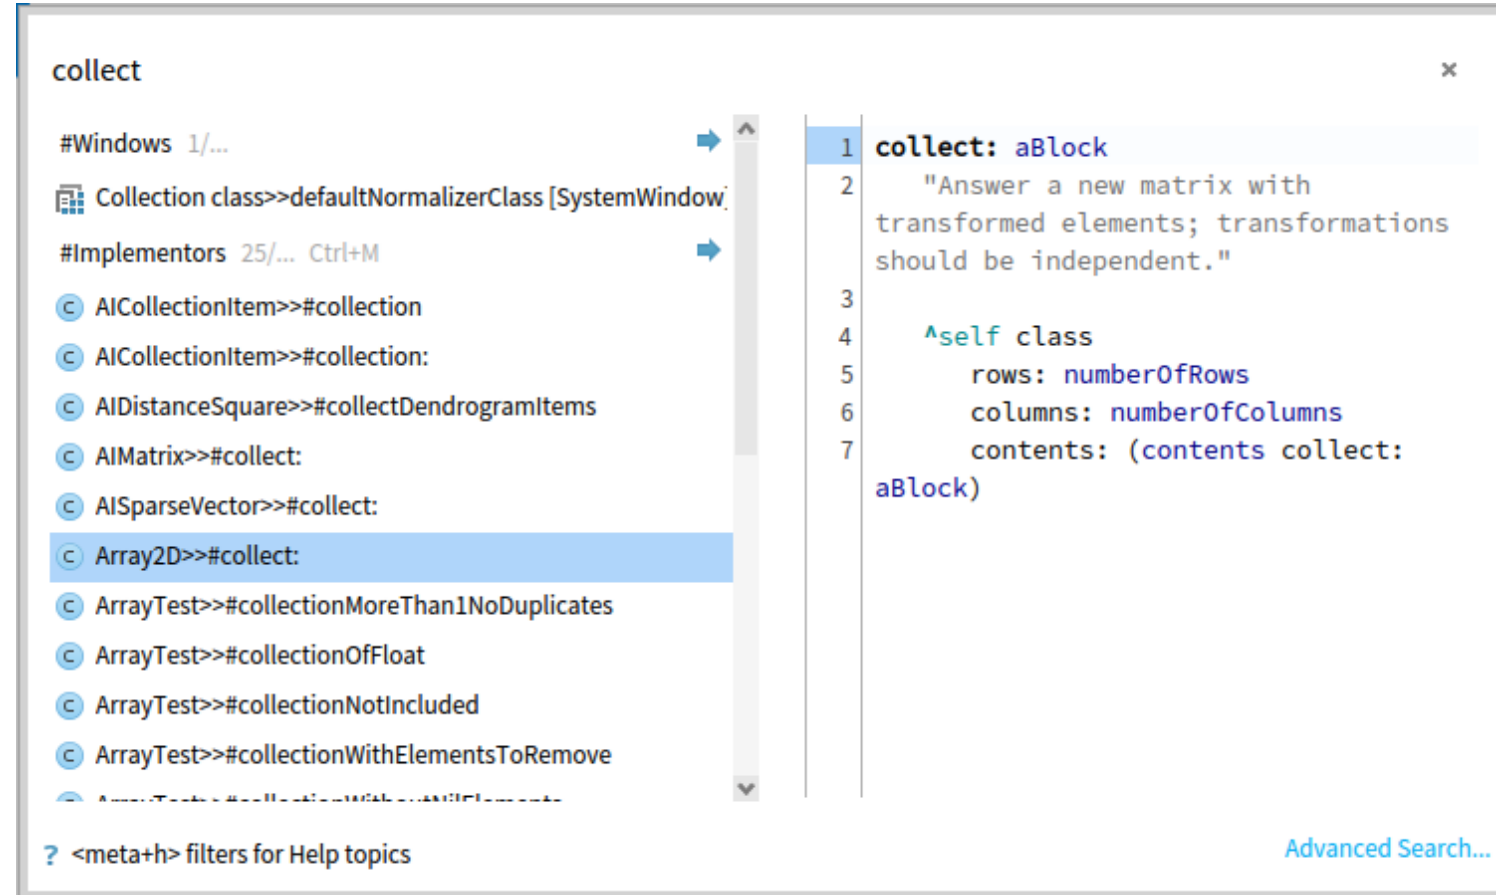 collect
#Windows 1/...
Collection class>>defaultNormalizerClass [SystemWindow]
#Implementors 25/... Ctrl+M
AICollectionItem>>#collection
AICollectionItem>>#collection:
AIDistanceSquare>>#collectDendrogramItems
AIMatrix>>#collect:
AISparseVector>>#collect:
Array2D>>#collect:
ArrayTest>>#collectionMoreThan1NoDuplicates
ArrayTest>>#collectionOfFloat
ArrayTest>>#collectionNotIncluded
ArrayTest>>#collectionWithElementsToRemove
ArrayTest>>#collectionWithoutNilElements
1 collect: aBlock
2 "Answer a new matrix with
transformed elements; transformations
should be independent."
3
4 ^self class
5 rows: numberOfRows
6 columns: numberOfColumns
7 contents: (contents collect:
aBlock)
? <meta+h> filters for Help topics
Advanced Search...